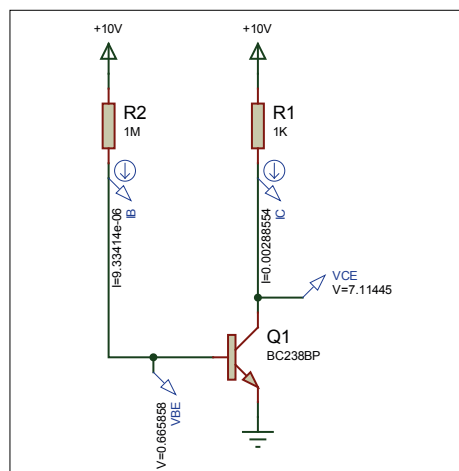 +10V
+10V
R2
1M
R1
1K
IB
I=9.33414e-06
IC
I=0.00288554
VCE
V=7.11445
Q1
BC238BP
VBE
V=0.665858